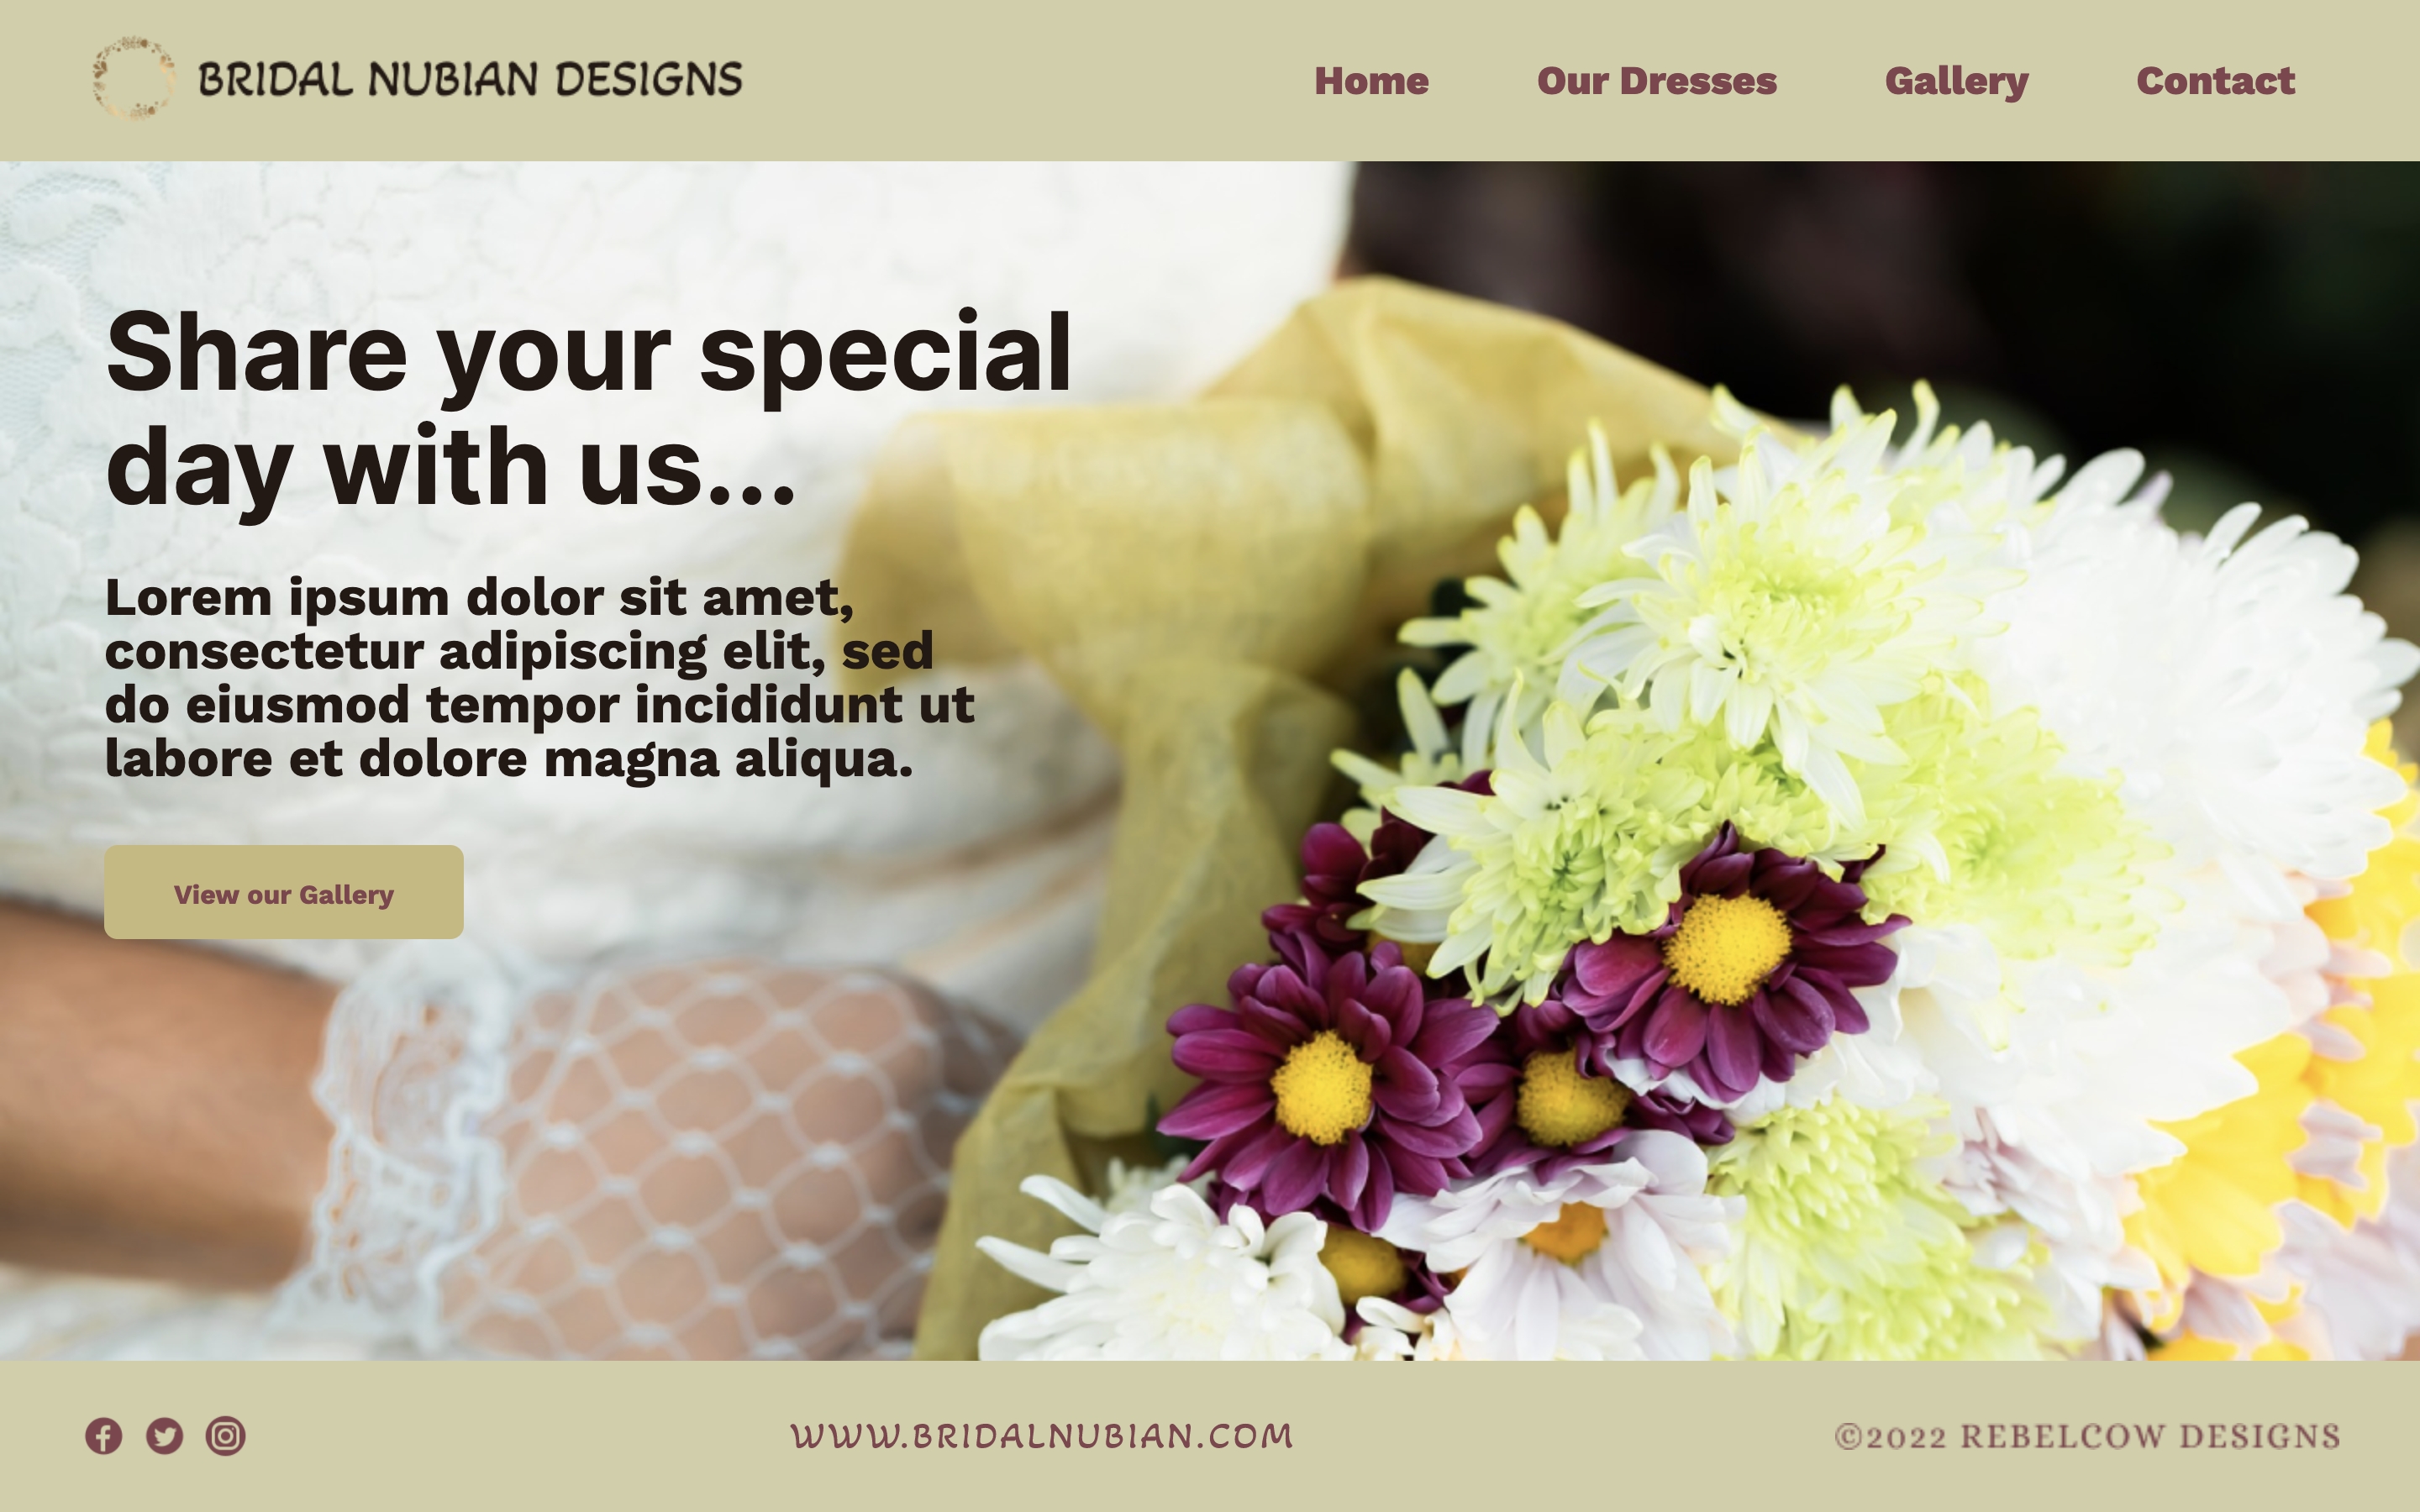 BRIDAL NUBIAN DESIGNS
Home Our Dresses Gallery Contact
Share your special
day with us...
Lorem ipsum dolor sit amet,
consectetur adipiscing elit, sed
do eiusmod tempor incididunt ut
labore et dolore magna aliqua.
View our Gallery
WWW.BRIDALNUBIAN.COM
©2022 REBELCOW DESIGNS